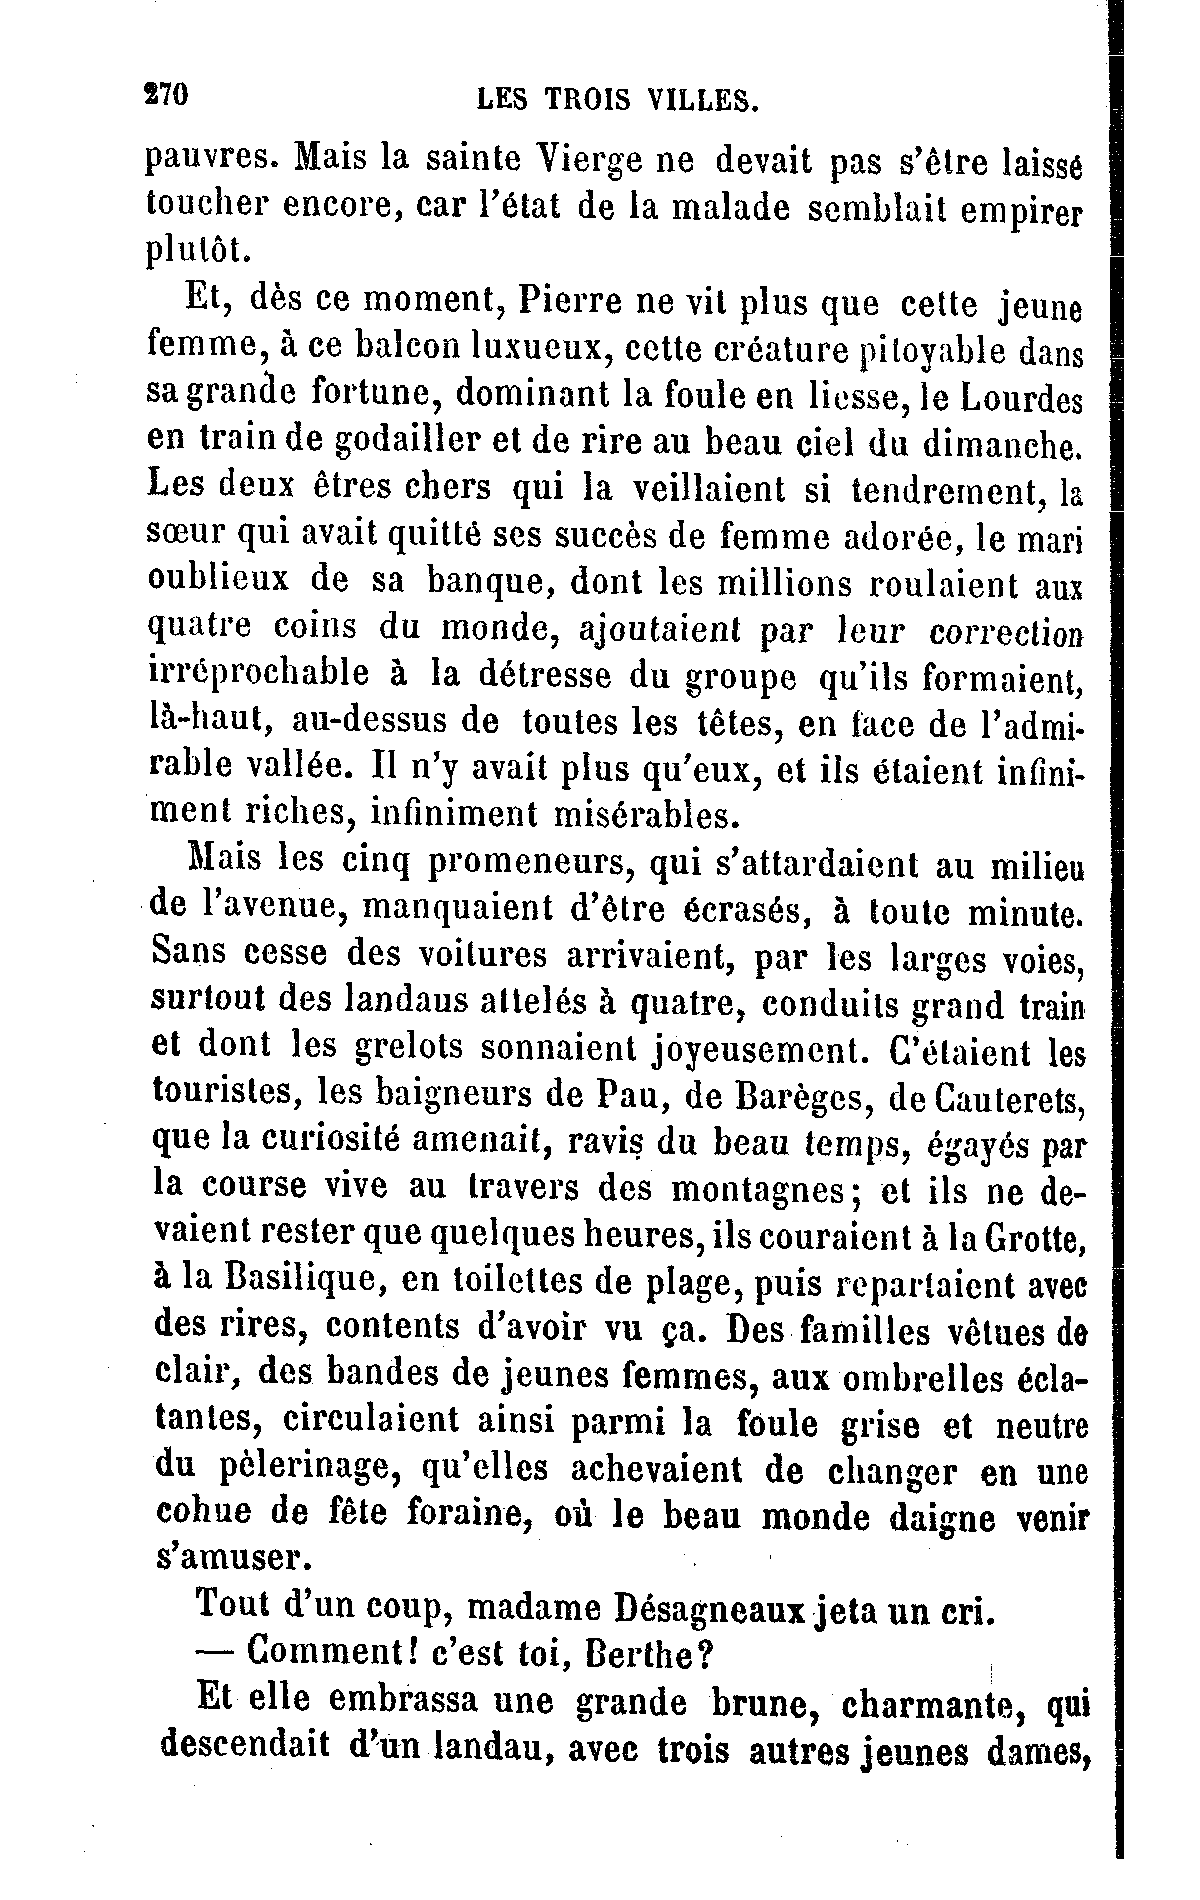 270 LES TROIS VILLES.
pauvres. Mais la sainte Vierge ne devait pas s'être laissé
toucher encore, car l'état de la malade semblait empirer
plutôt.
Et, dès ce moment, Pierre ne vit plus que cette jeune
femme, à ce balcon luxueux, cette créature pitoyable dans
sa grande fortune, dominant la foule en liesse, le Lourdes
en train de godailler et de rire au beau ciel du dimanche.
Les deux êtres chers qui la veillaient si tendrement, la
sœur qui avait quitté ses succès de femme adorée, le mari
oublieux de sa banque, dont les millions roulaient aux
quatre coins du monde, ajoutaient par leur correction
irréprochable à la détresse du groupe qu'ils formaient,
là-haut, au-dessus de toutes les têtes, en face de l'admi-
rable vallée. Il n'y avait plus qu'eux, et ils étaient infini-
ment riches, infiniment misérables.
Mais les cinq promeneurs, qui s'attardaient au milieu
de l'avenue, manquaient d'être écrasés, à toute minute.
Sans cesse des voitures arrivaient, par les larges voies,
surtout des landaus attelés à quatre, conduits grand train
et dont les grelots sonnaient joyeusement. C'étaient les
touristes, les baigneurs de Pau, de Barèges, de Cauterets,
que la curiosité amenait, ravis du beau temps, égayés par
la course vive au travers des montagnes; et ils ne de-
vaient rester que quelques heures, ils couraient à la Grotte,
à la Basilique, en toilettes de plage, puis repartaient avec
des rires, contents d'avoir vu ça. Des familles vêtues de
clair, des bandes de jeunes femmes, aux ombrelles écla-
tantes, circulaient ainsi parmi la foule grise et neutre
du pèlerinage, qu'elles achevaient de changer en une
cohue de fête foraine, où le beau monde daigne venir
s'amuser.
Tout d'un coup, madame Désagneaux jeta un cri.
— Comment! c'est toi, Berthe?
Et elle embrassa une grande brune, charmante, qui
descendait d'un landau, avec trois autres jeunes dames,